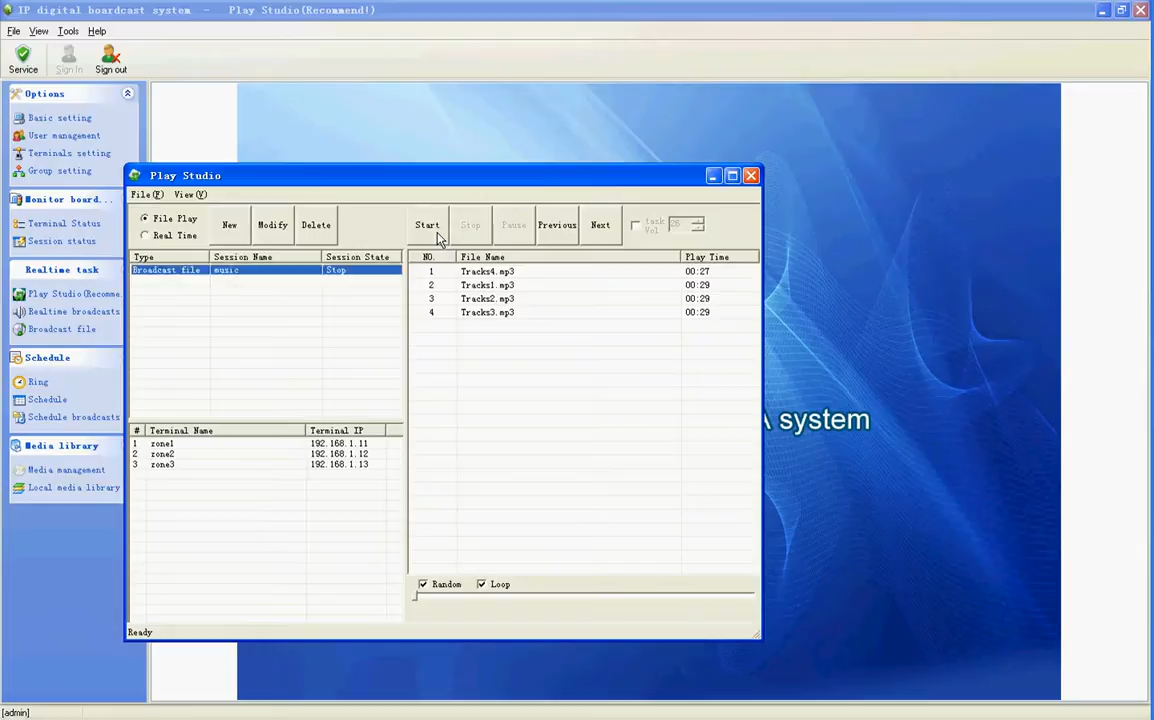 IP digital boardcast system - Play Studio(Recommend!)
File View Tools Help
Service Sign In Sign out
Options
Basic setting
User management
Terminals setting
Group setting
Monitor board...
Terminal Status
Session status
Realtime task
Play Studio(Recomme
Realtime broadcasts
Broadcast file
Schedule
Ring
Schedule
Schedule broadcasts
Media library
Media management
Local media library
Play Studio
File(F) View(V)
File Play
Real Time
New Modify Delete Start Stop Pause Previous Next
task Vol 26
Type Session Name Session State
Broadcast file music Stop
# Terminal Name Terminal IP
1 zone1 192.168.1.11
2 zone2 192.168.1.12
3 zone3 192.168.1.13
NO. File Name Play Time
1 Tracks4.mp3 00:27
2 Tracks1.mp3 00:29
3 Tracks2.mp3 00:29
4 Tracks3.mp3 00:29
Random Loop
Ready
A system
[admin]